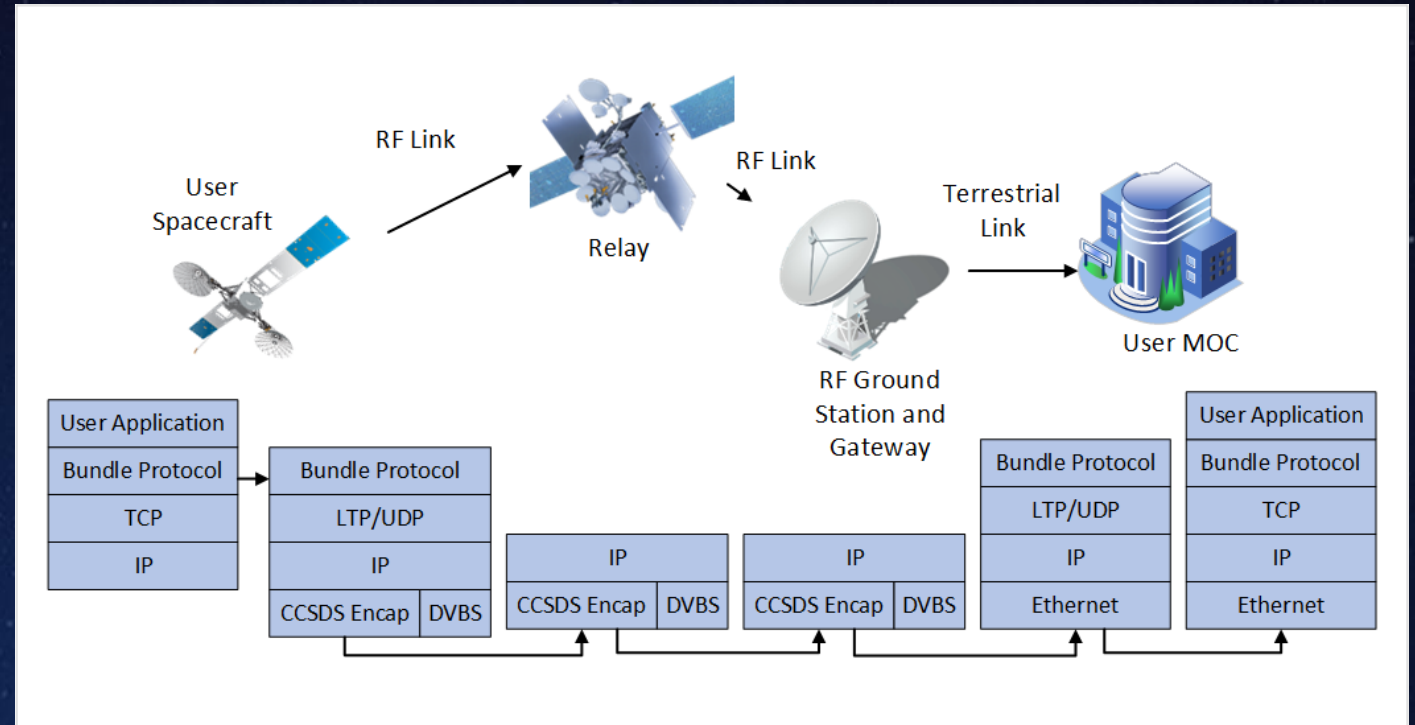 RF Link
RF Link
User
Spacecraft
Relay
Terrestrial
Link
User MOC
RF Ground
Station and
Gateway
User Application
Bundle Protocol
TCP
IP
Bundle Protocol
LTP/UDP
IP
CCSDS Encap DVBS
IP
CCSDS Encap DVBS
IP
CCSDS Encap DVBS
Bundle Protocol
LTP/UDP
IP
Ethernet
User Application
Bundle Protocol
TCP
IP
Ethernet